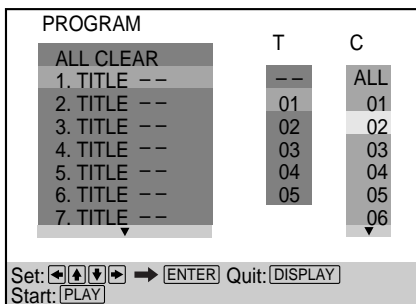 PROGRAM
T C
ALL CLEAR
1. TITLE – –
2. TITLE – –
3. TITLE – –
4. TITLE – –
5. TITLE – –
6. TITLE – –
7. TITLE – –
– –
01
02
03
04
05
ALL
01
02
03
04
05
06
Set: ENTER Quit: DISPLAY
Start: PLAY